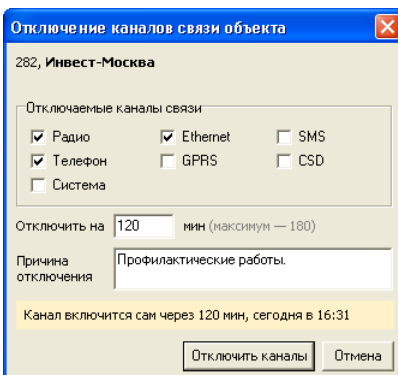 Отключение каналов связи объекта
282, Инвест-Москва
Отключаемые каналы связи
Радио Ethernet SMS
Телефон GPRS CSD
Система
Отключить на 120 мин (максимум — 180)
Причина отключения Профилактические работы.
Канал включится сам через 120 мин, сегодня в 16:31
Отключить каналы Отмена